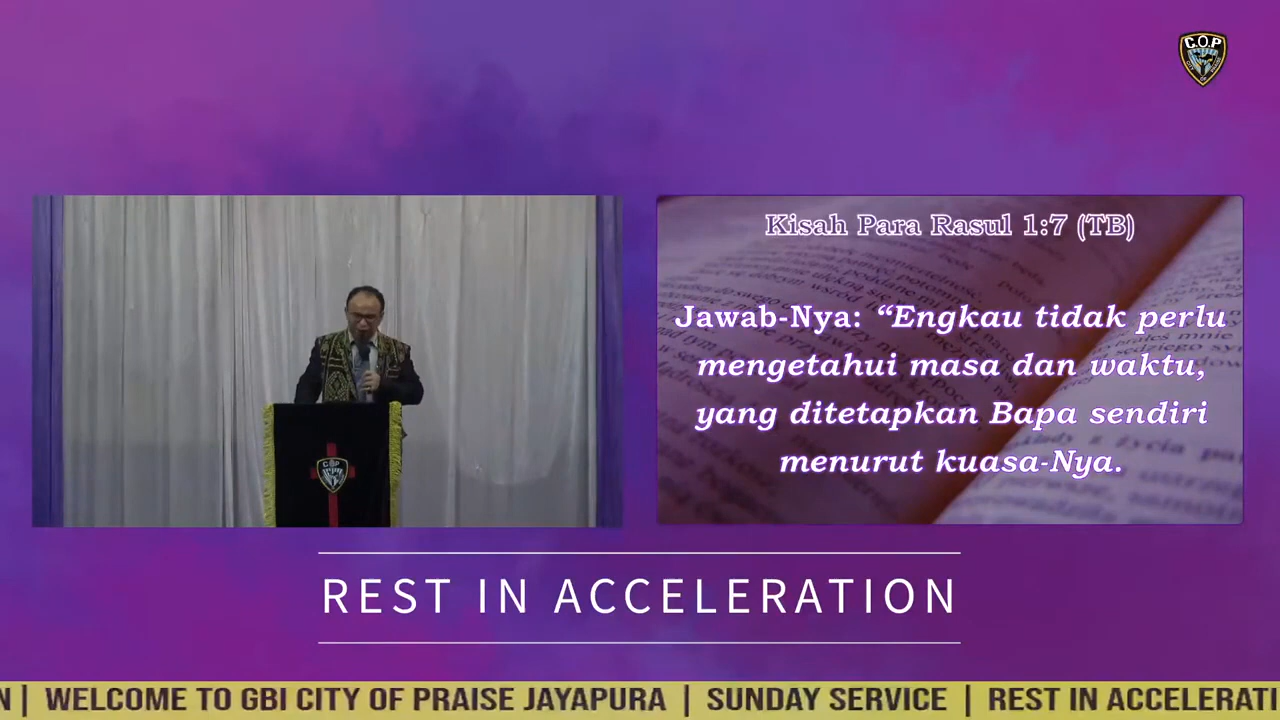 C.O.P
Kisah Para Rasul 1:7 (TB)
Jawab-Nya: “Engkau tidak perlu
mengetahui masa dan waktu,
yang ditetapkan Bapa sendiri
menurut kuasa-Nya.
C.O.P
REST IN ACCELERATION
N | WELCOME TO GBI CITY OF PRAISE JAYAPURA | SUNDAY SERVICE | REST IN ACCELERATI